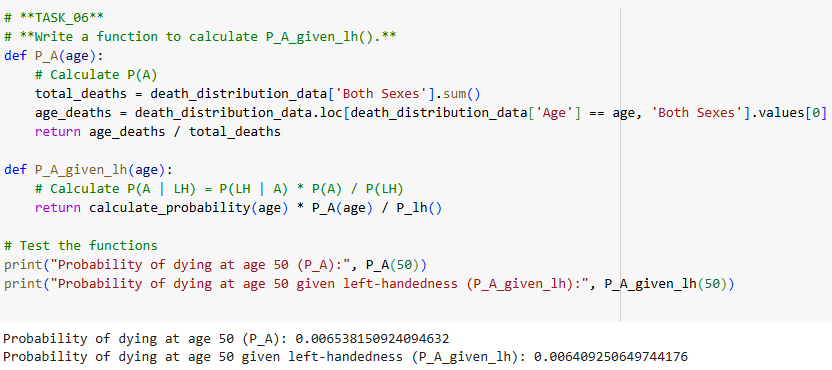 # **TASK_06**
# **Write a function to calculate P_A_given_lh().**
def P_A(age):
    # Calculate P(A)
    total_deaths = death_distribution_data['Both Sexes'].sum()
    age_deaths = death_distribution_data.loc[death_distribution_data['Age'] == age, 'Both Sexes'].values[0]
    return age_deaths / total_deaths

def P_A_given_lh(age):
    # Calculate P(A | LH) = P(LH | A) * P(A) / P(LH)
    return calculate_probability(age) * P_A(age) / P_lh()

# Test the functions
print("Probability of dying at age 50 (P_A):", P_A(50))
print("Probability of dying at age 50 given left-handedness (P_A_given_lh):", P_A_given_lh(50))

Probability of dying at age 50 (P_A): 0.006538150924094632
Probability of dying at age 50 given left-handedness (P_A_given_lh): 0.006409250649744176